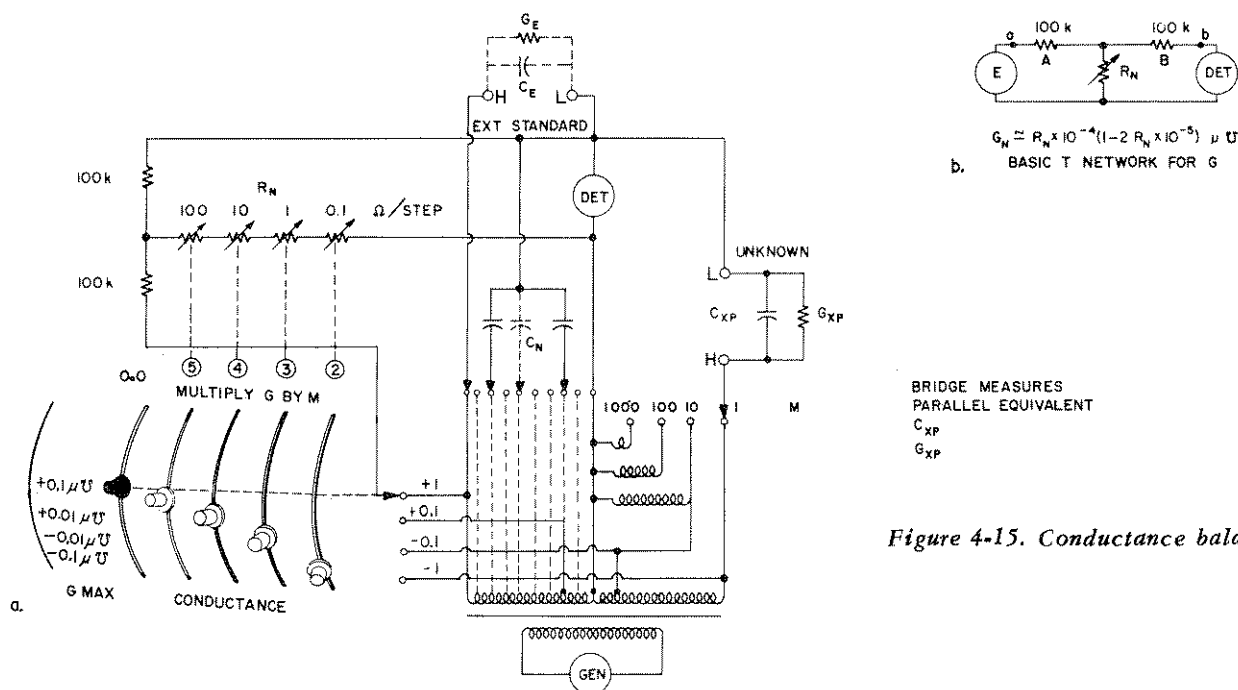 G_E
C_E
H L
EXT STANDARD
100 k
R_N
100 10 1 0.1 Ω/STEP
DET
100 k
UNKNOWN
L
C_XP G_XP
C_N
H
⑤ ④ ③ ②
0.0
MULTIPLY G BY M
1000 100 10 1 M
+0.1 µ℧
+0.01 µ℧
-0.01 µ℧
-0.1 µ℧
+1
+0.1
-0.1
-1
G MAX
CONDUCTANCE
a.
GEN
100 k 100 k
a b
A B
E R_N DET
G_N ≃ R_N x 10^-4 (1-2 R_N x 10^-5) µ ℧
b. BASIC T NETWORK FOR G
BRIDGE MEASURES
PARALLEL EQUIVALENT
C_XP
G_XP
Figure 4-15. Conductance bala